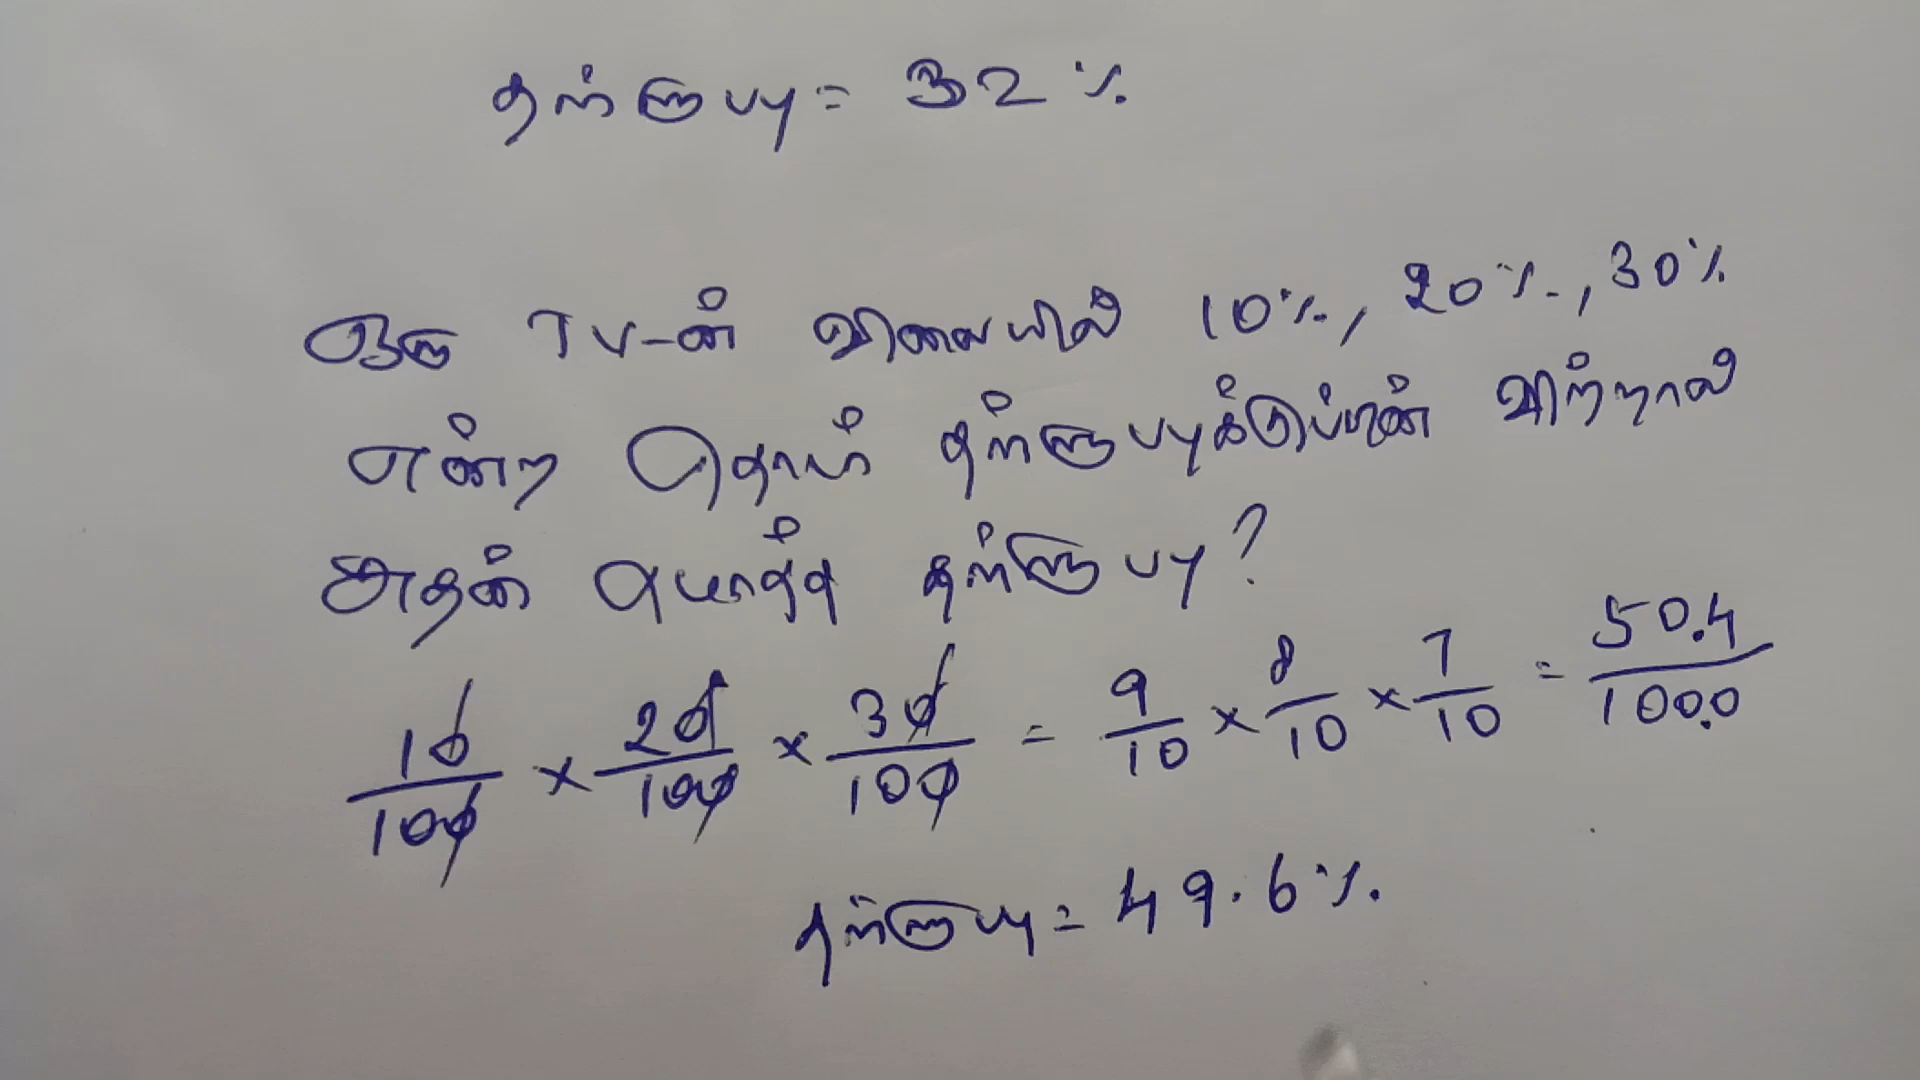 தள்ளுபடி = 32%
ஒரு TV-ன் விலையில் 10%, 20%, 30%
என்ற தொடர் தள்ளுபடிக்குப்பின் விற்றால்
அதன் மொத்த தள்ளுபடி?
10/100 × 20/100 × 30/100 = 9/10 × 8/10 × 7/10 = 50.4/100.0
தள்ளுபடி = 49.6%